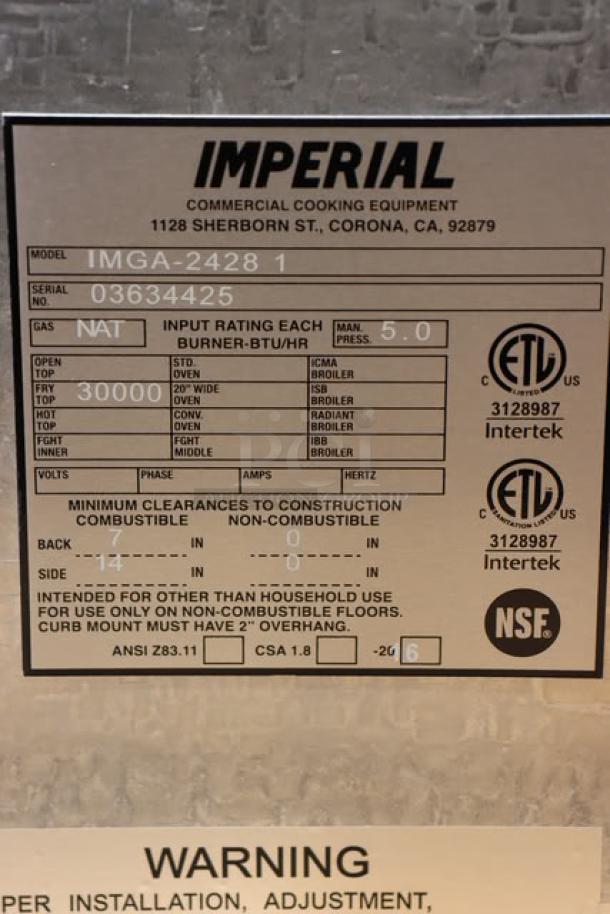 IMPERIAL
COMMERCIAL COOKING EQUIPMENT
1128 SHERBORN ST., CORONA, CA, 92879
MODEL IMGA-2428 1
SERIAL NO. 03634425
GAS NAT INPUT RATING EACH BURNER-BTU/HR MAN. PRESS. 5.0
OPEN TOP STD. OVEN ICMA BROILER
FRY TOP 30000 20" WIDE OVEN ISB BROILER
HOT TOP CONV. OVEN RADIANT BROILER
FGHT INNER FGHT MIDDLE IBB BROILER
VOLTS PHASE AMPS HERTZ
C ETL US
LISTED
3128987
Intertek
MINIMUM CLEARANCES TO CONSTRUCTION
COMBUSTIBLE NON-COMBUSTIBLE
BACK 7 IN 0 IN
SIDE 14 IN 0 IN
C ETL US
SANITATION LISTED
3128987
Intertek
INTENDED FOR OTHER THAN HOUSEHOLD USE
FOR USE ONLY ON NON-COMBUSTIBLE FLOORS.
CURB MOUNT MUST HAVE 2" OVERHANG.
NSF®
ANSI Z83.11 CSA 1.8 -2016
WARNING
PER INSTALLATION, ADJUSTMENT,